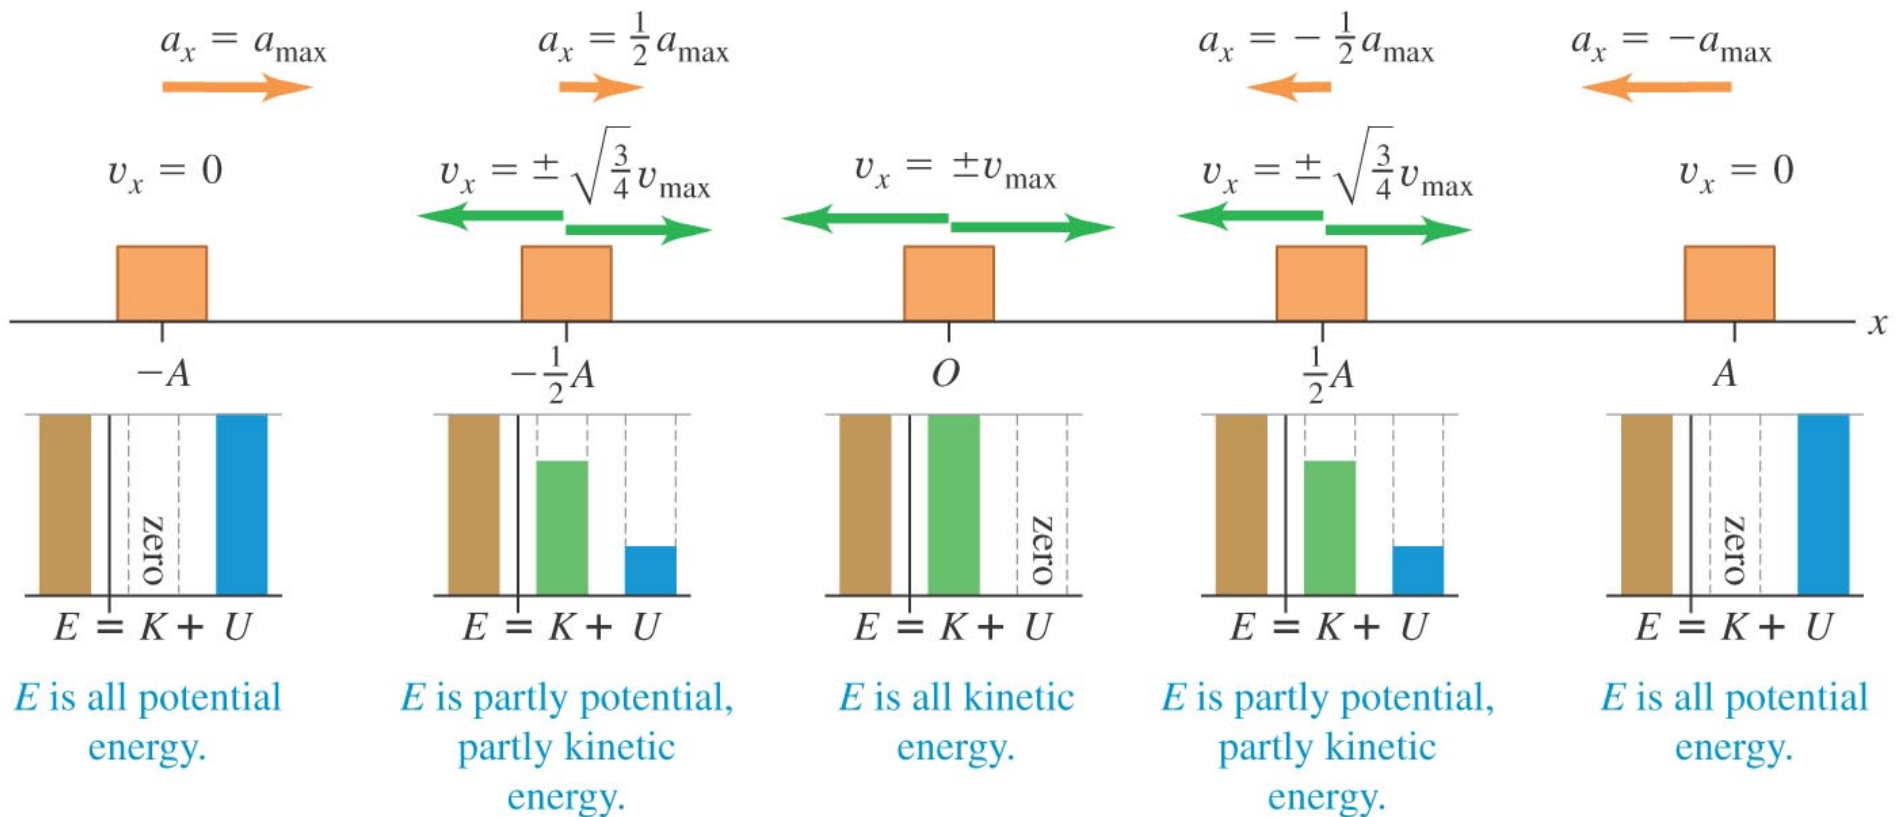 aₓ = a_max
aₓ = ½ a_max
aₓ = − ½ a_max
aₓ = −a_max
vₓ = 0
vₓ = ± √¾ v_max
vₓ = ±v_max
vₓ = ± √¾ v_max
vₓ = 0
x
−A
−½A
O
½A
A
zero
zero
zero
E = K + U
E = K + U
E = K + U
E = K + U
E = K + U
E is all potential
energy.
E is partly potential,
partly kinetic
energy.
E is all kinetic
energy.
E is partly potential,
partly kinetic
energy.
E is all potential
energy.